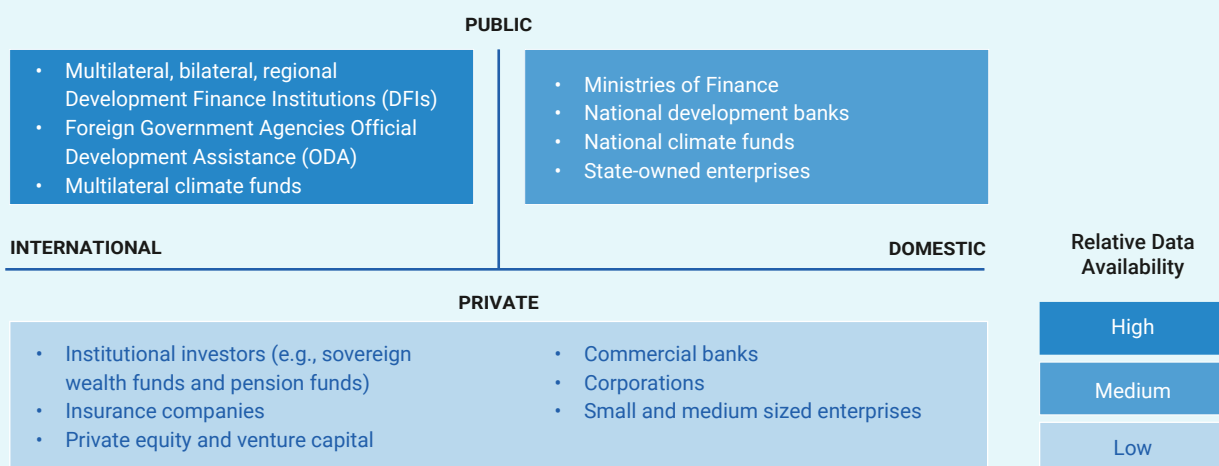 PUBLIC
• Multilateral, bilateral, regional
Development Finance Institutions (DFIs)
• Foreign Government Agencies Official
Development Assistance (ODA)
• Multilateral climate funds
• Ministries of Finance
• National development banks
• National climate funds
• State-owned enterprises
INTERNATIONAL
DOMESTIC
PRIVATE
• Institutional investors (e.g., sovereign
wealth funds and pension funds)
• Insurance companies
• Private equity and venture capital
• Commercial banks
• Corporations
• Small and medium sized enterprises
Relative Data
Availability
High
Medium
Low